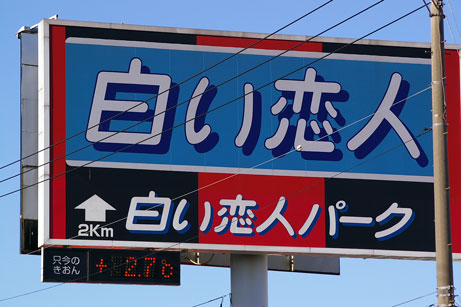 白い恋人
白い恋人パーク
2Km
只今の
きおん
+2.7℃